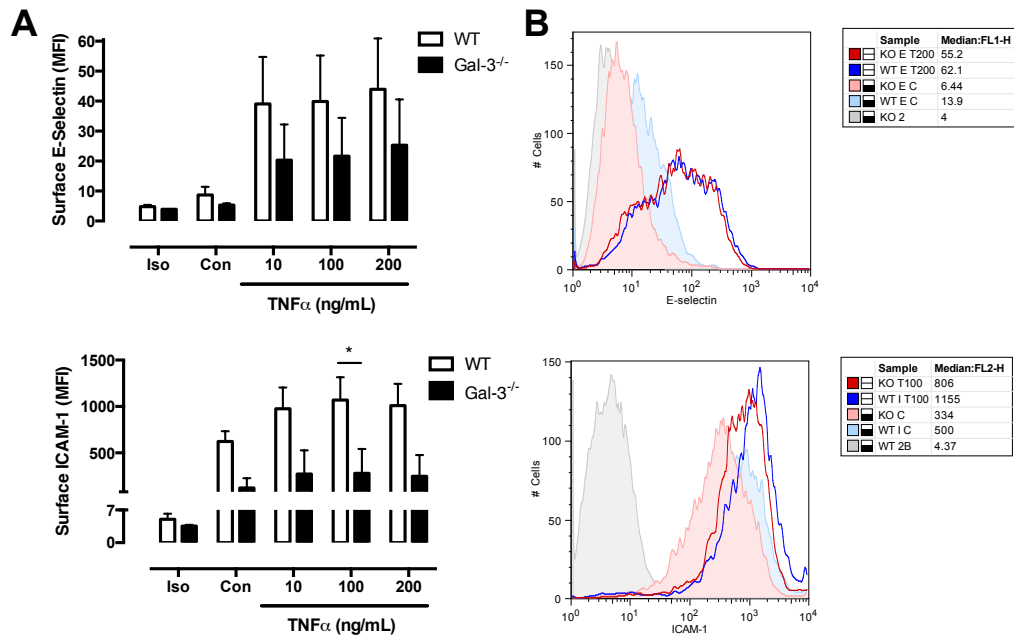 A
Surface E-Selectin (MFI)
60
50
40
30
20
10
0
WT
Gal-3-/-
Iso Con 10 100 200
TNFα (ng/mL)
Surface ICAM-1 (MFI)
1500
1000
500
7
0
*
WT
Gal-3-/-
Iso Con 10 100 200
TNFα (ng/mL)
B
# Cells
150
100
50
0
10^0 10^1 10^2 10^3 10^4
E-selectin
Sample Median:FL1-H
KO E T200 55.2
WT E T200 62.1
KO E C 6.44
WT E C 13.9
KO 2 4
# Cells
150
100
50
0
10^0 10^1 10^2 10^3 10^4
ICAM-1
Sample Median:FL2-H
KO T100 806
WT I T100 1155
KO C 334
WT I C 500
WT 2B 4.37